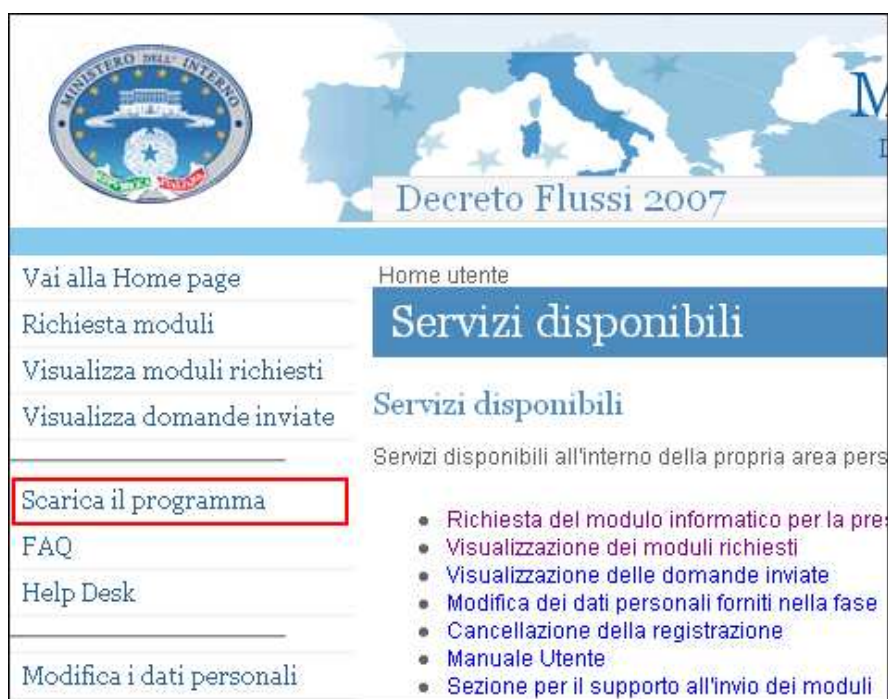 MINISTERO DELL' INTERNO
M
Decreto Flussi 2007
Vai alla Home page
Richiesta moduli
Visualizza moduli richiesti
Visualizza domande inviate
Scarica il programma
FAQ
Help Desk
Modifica i dati personali
Home utente
Servizi disponibili
Servizi disponibili
Servizi disponibili all'interno della propria area pers
Richiesta del modulo informatico per la pre
Visualizzazione dei moduli richiesti
Visualizzazione delle domande inviate
Modifica dei dati personali forniti nella fase
Cancellazione della registrazione
Manuale Utente
Sezione per il supporto all'invio dei moduli